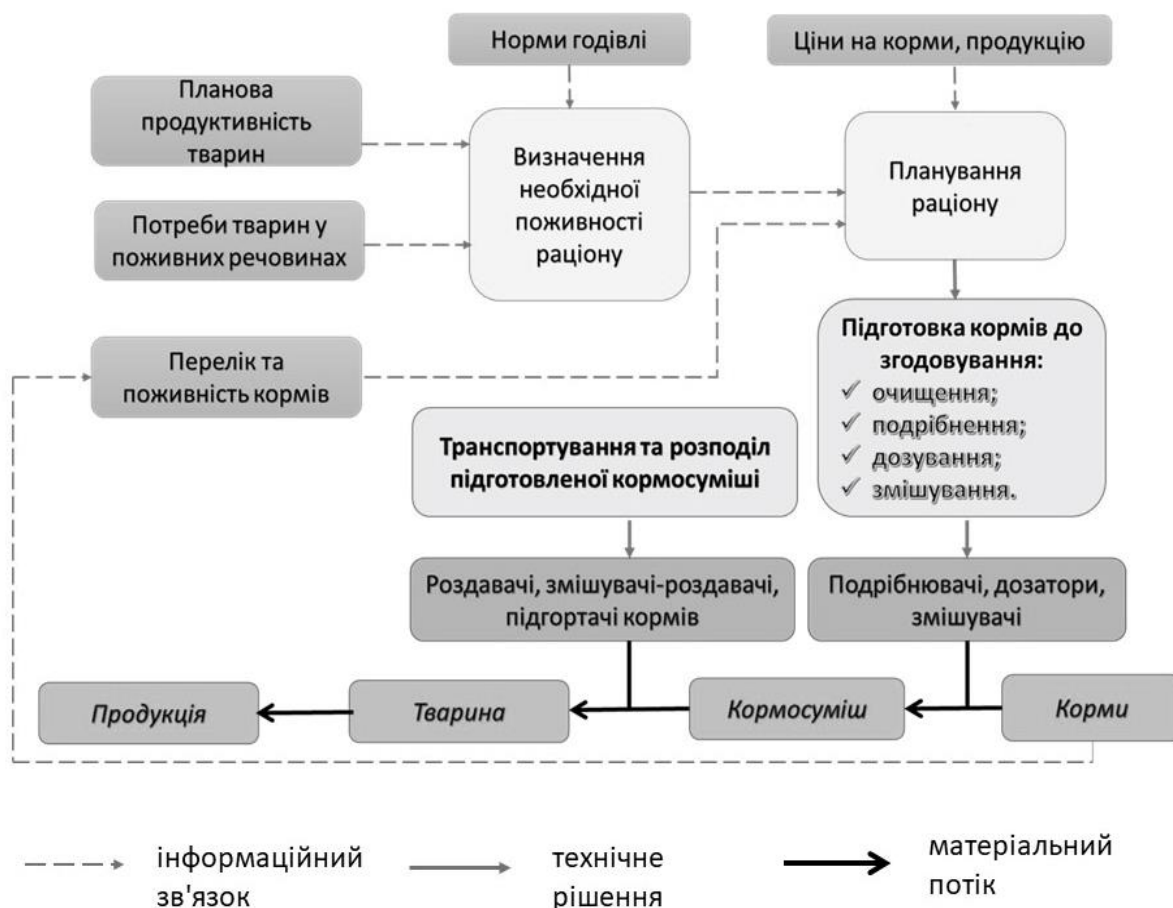 Норми годівлі
Ціни на корми, продукцію
Планова
продуктивність
тварин
Визначення
необхідної
поживності
раціону
Планування
раціону
Потреби тварин у
поживних речовинах
Перелік та
поживність кормів
Підготовка кормів до
згодовування:
✓ очищення;
✓ подрібнення;
✓ дозування;
✓ змішування.
Транспортування та розподіл
підготовленої кормосуміші
Роздавачі, змішувачі-роздавачі,
підгортачі кормів
Подрібнювачі, дозатори,
змішувачі
Продукція
Тварина
Кормосуміш
Корми
інформаційний
зв'язок
технічне
рішення
матеріальний
потік